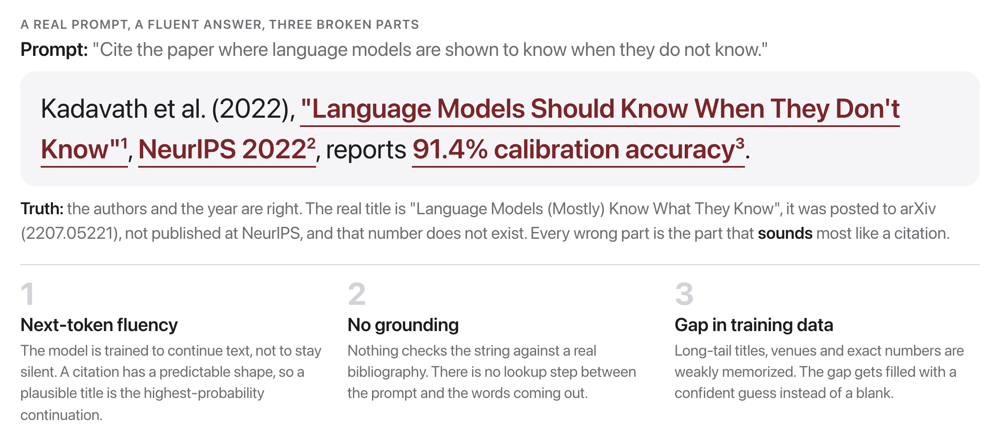 A REAL PROMPT, A FLUENT ANSWER, THREE BROKEN PARTS
Prompt: "Cite the paper where language models are shown to know when they do not know."
Kadavath et al. (2022), "Language Models Should Know When They Don't
Know"¹, NeurIPS 2022², reports 91.4% calibration accuracy³.
Truth: the authors and the year are right. The real title is "Language Models (Mostly) Know What They Know", it was posted to arXiv
(2207.05221), not published at NeurIPS, and that number does not exist. Every wrong part is the part that sounds most like a citation.
1
Next-token fluency
The model is trained to continue text, not to stay
silent. A citation has a predictable shape, so a
plausible title is the highest-probability
continuation.
2
No grounding
Nothing checks the string against a real
bibliography. There is no lookup step between
the prompt and the words coming out.
3
Gap in training data
Long-tail titles, venues and exact numbers are
weakly memorized. The gap gets filled with a
confident guess instead of a blank.